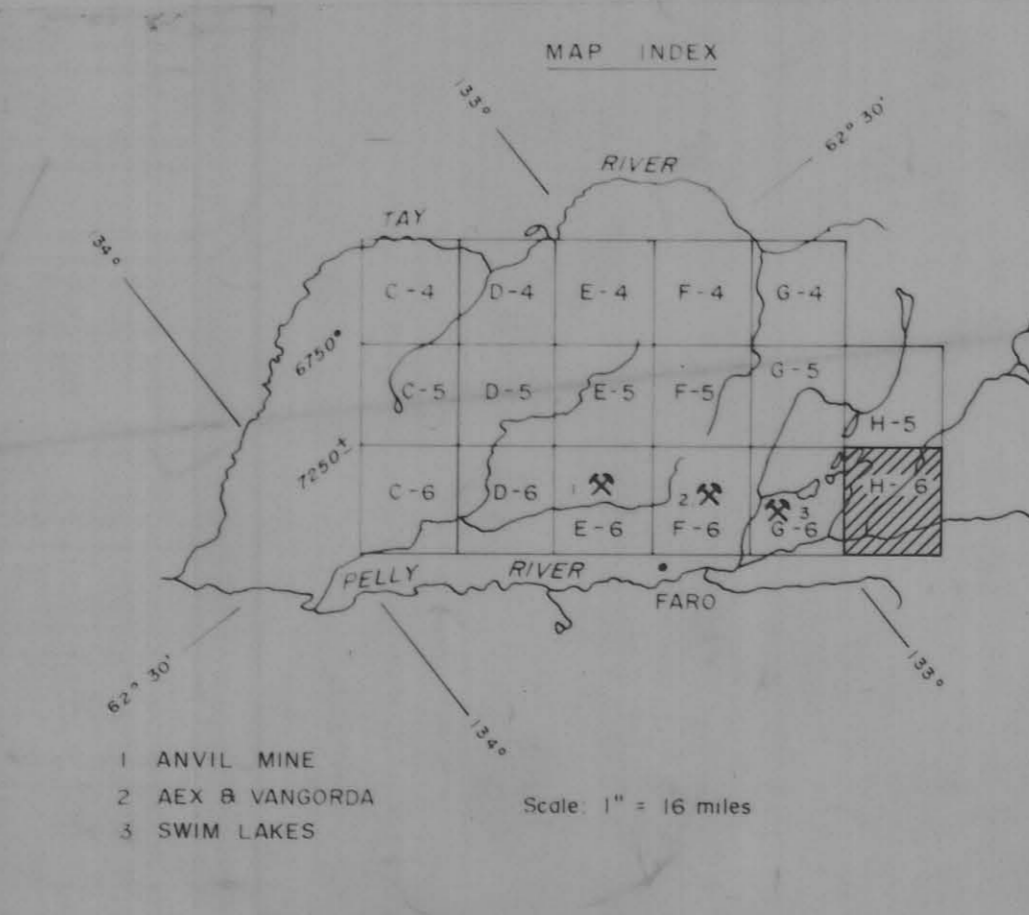 MAP INDEX
133°
62° 30'
RIVER
TAY
34°
C-4 D-4 E-4 F-4 G-4
6750°
C-5 D-5 E-5 F-5 G-5
H-5
7250±
C-6 D-6 1 2 H-6
3
E-6 F-6 G-6
PELLY RIVER
FARO
62° 30'
133°
134°
1 ANVIL MINE
2 AEX & VANGORDA
3 SWIM LAKES
Scale: 1" = 16 miles